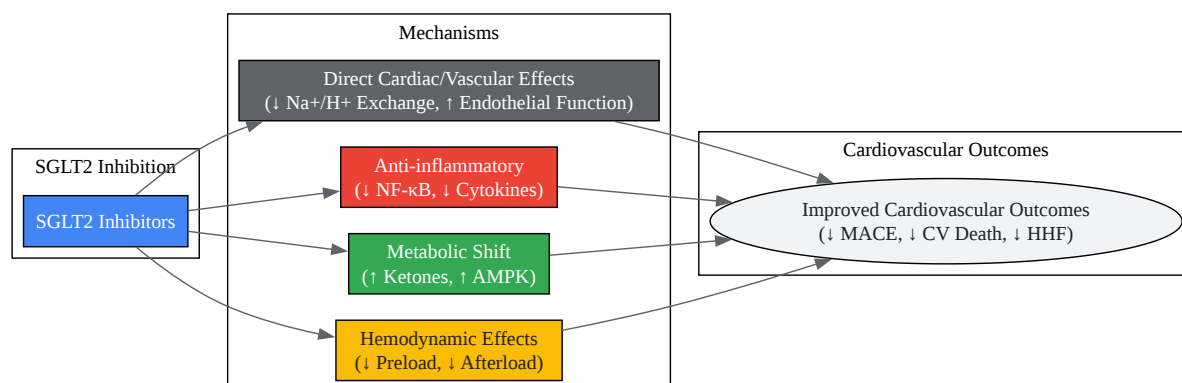 SGLT2 Inhibition
SGLT2 Inhibitors
Mechanisms
Direct Cardiac/Vascular Effects
(↓ Na+/H+ Exchange, ↑ Endothelial Function)
Anti-inflammatory
(↓ NF-κB, ↓ Cytokines)
Metabolic Shift
(↑ Ketones, ↑ AMPK)
Hemodynamic Effects
(↓ Preload, ↓ Afterload)
Cardiovascular Outcomes
Improved Cardiovascular Outcomes
(↓ MACE, ↓ CV Death, ↓ HHF)